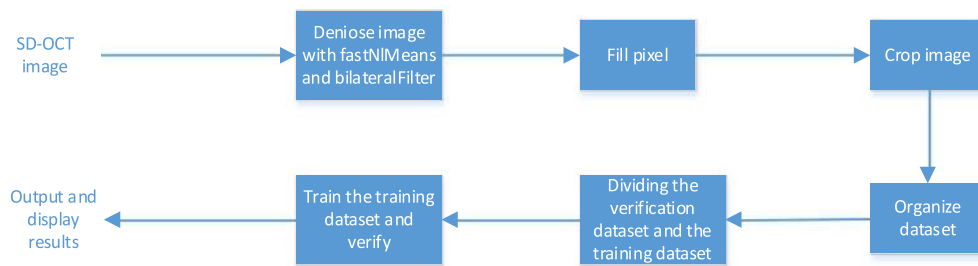 SD-OCT
image
Deniose image
with fastNlMeans
and bilateralFilter
Fill pixel
Crop image
Organize
dataset
Dividing the
verification
dataset and the
training dataset
Train the training
dataset and
verify
Output and
display
results